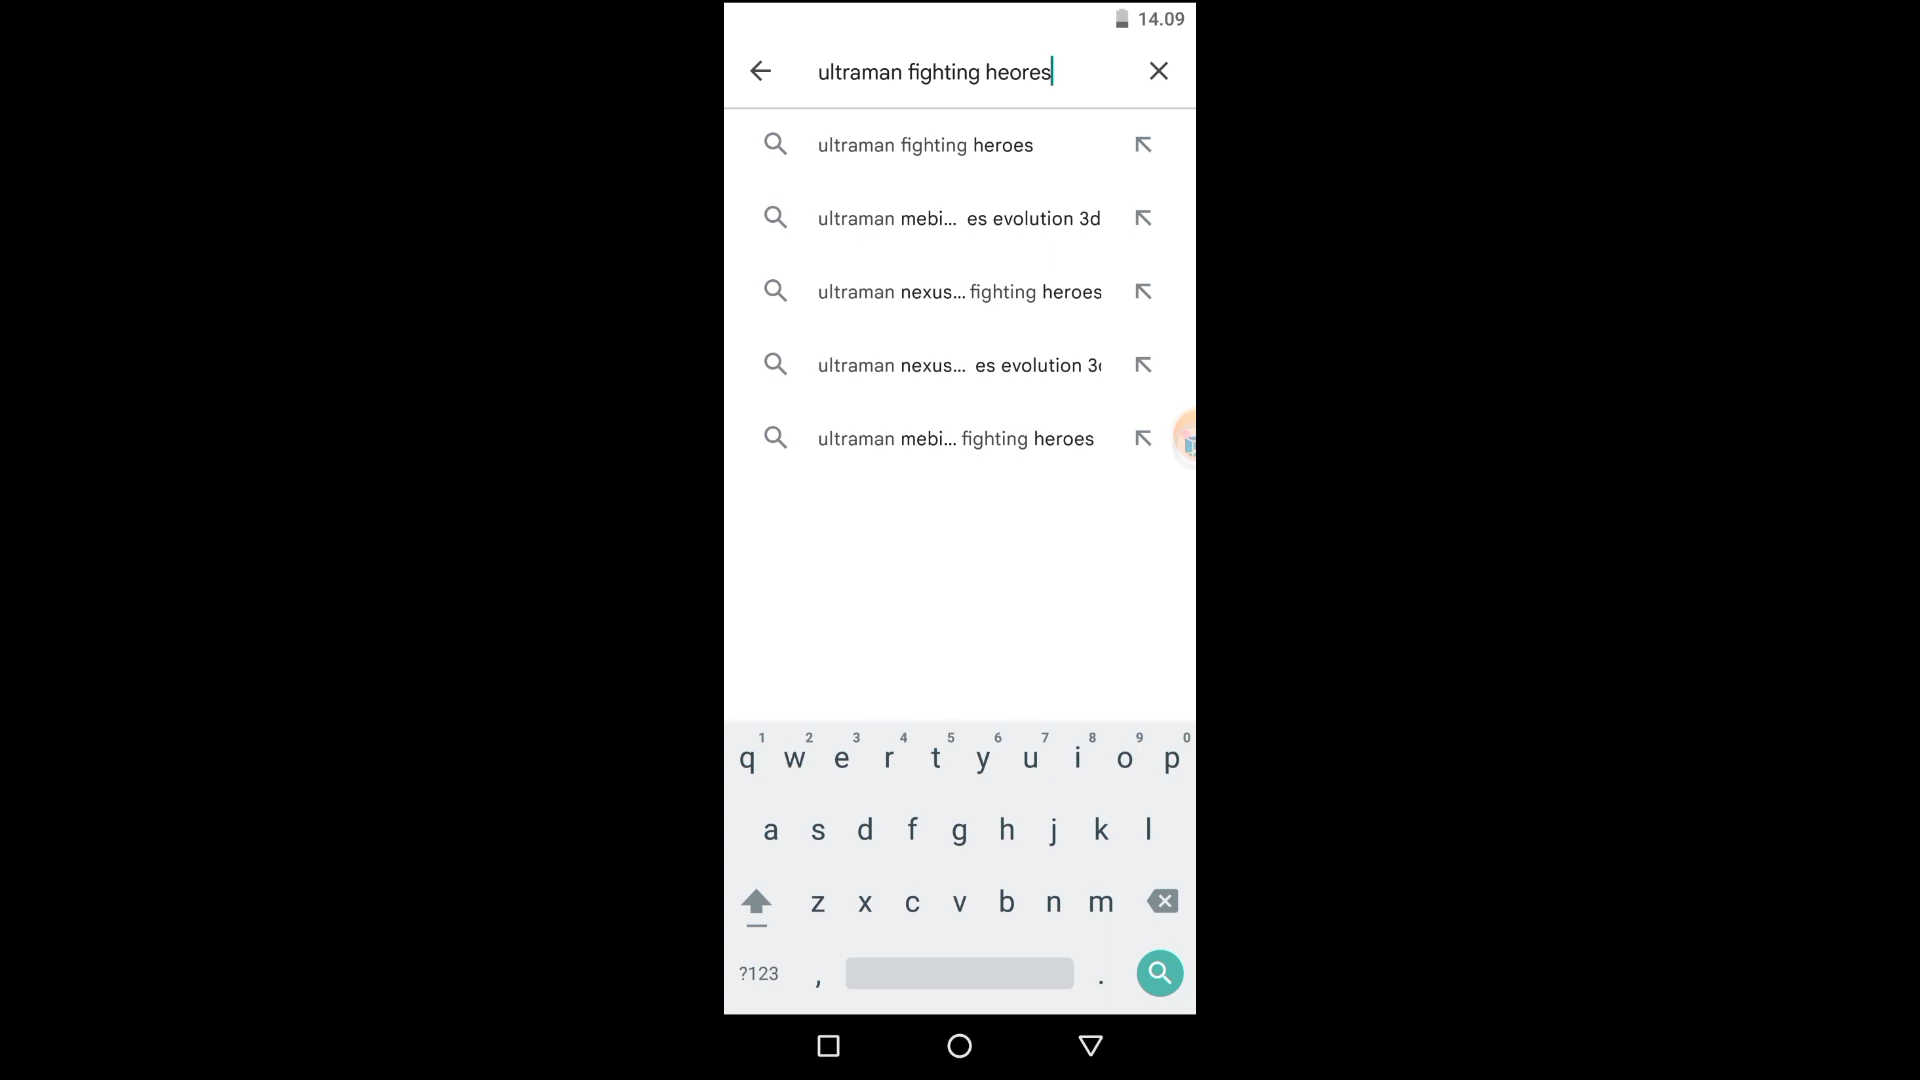 14.09
ultraman fighting heores
ultraman fighting heroes
ultraman mebi... es evolution 3d
ultraman nexus... fighting heroes
ultraman nexus... es evolution 3
ultraman mebi... fighting heroes
1 2 3 4 5 6 7 8 9 0
q w e r t y u i o p
a s d f g h j k l
z x c v b n m
?123 , .